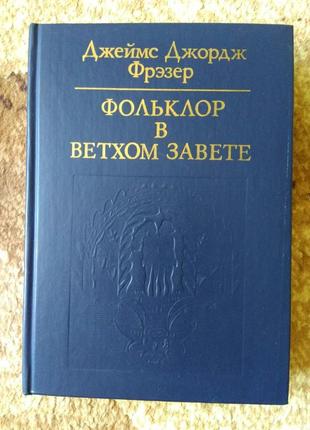 Джеймс Джордж
Фрэзер
ФОЛЬКЛОР
В
ВЕТХОМ ЗАВЕТЕ